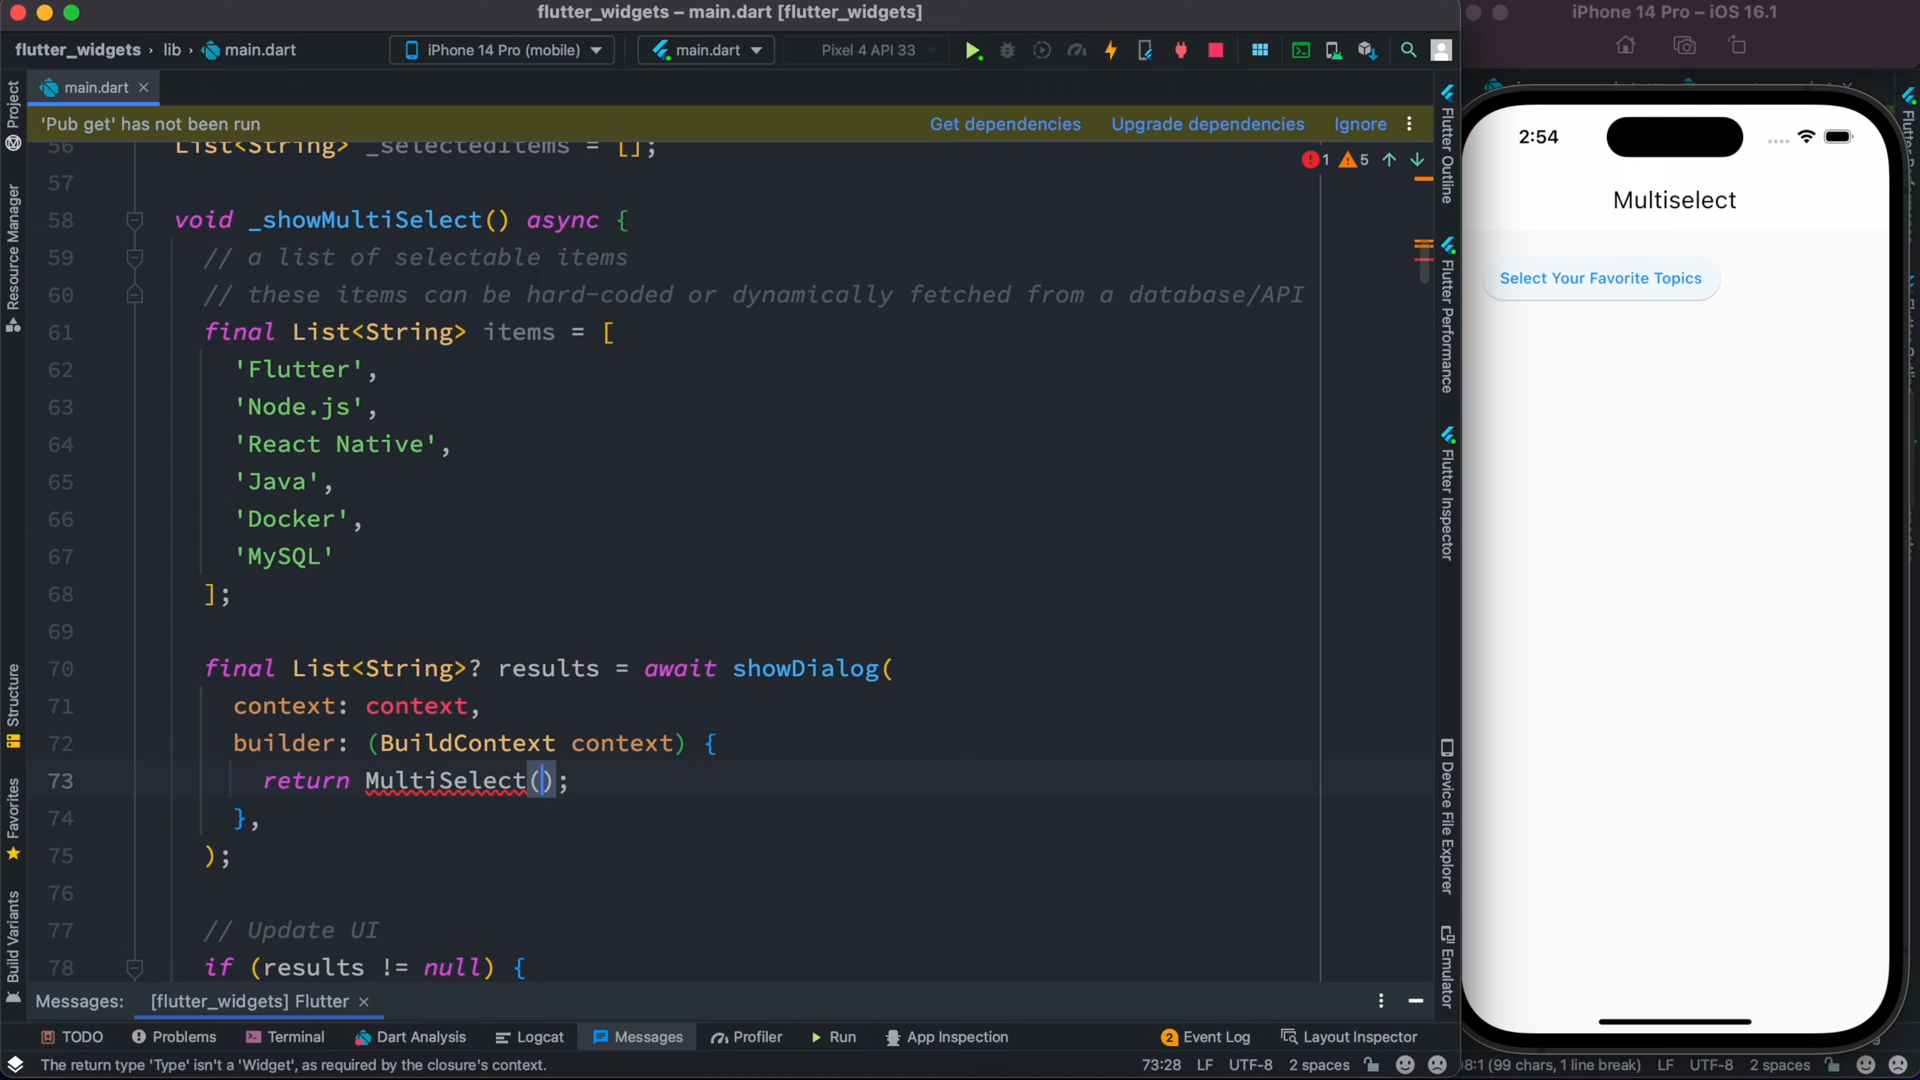 flutter_widgets – main.dart [flutter_widgets]
iPhone 14 Pro – iOS 16.1
flutter_widgets › lib › main.dart
iPhone 14 Pro (mobile)
main.dart
Pixel 4 API 33
main.dart
'Pub get' has not been run
Get dependencies
Upgrade dependencies
Ignore
56 List<String> _selectedItems = [];
1 5
57
58 void _showMultiSelect() async {
59 // a list of selectable items
60 // these items can be hard-coded or dynamically fetched from a database/API
61 final List<String> items = [
62 'Flutter',
63 'Node.js',
64 'React Native',
65 'Java',
66 'Docker',
67 'MySQL'
68 ];
69
70 final List<String>? results = await showDialog(
71 context: context,
72 builder: (BuildContext context) {
73 return MultiSelect();
74 },
75 );
76
77 // Update UI
78 if (results != null) {
Project
Resource Manager
Structure
Favorites
Build Variants
Flutter Outline
Flutter Performance
Flutter Inspector
Device File Explorer
Emulator
2:54
Multiselect
Select Your Favorite Topics
Messages:
[flutter_widgets] Flutter
TODO
Problems
Terminal
Dart Analysis
Logcat
Messages
Profiler
Run
App Inspection
2 Event Log
Layout Inspector
The return type 'Type' isn't a 'Widget', as required by the closure's context.
73:28 LF UTF-8 2 spaces
98:1 (99 chars, 1 line break) LF UTF-8 2 spaces